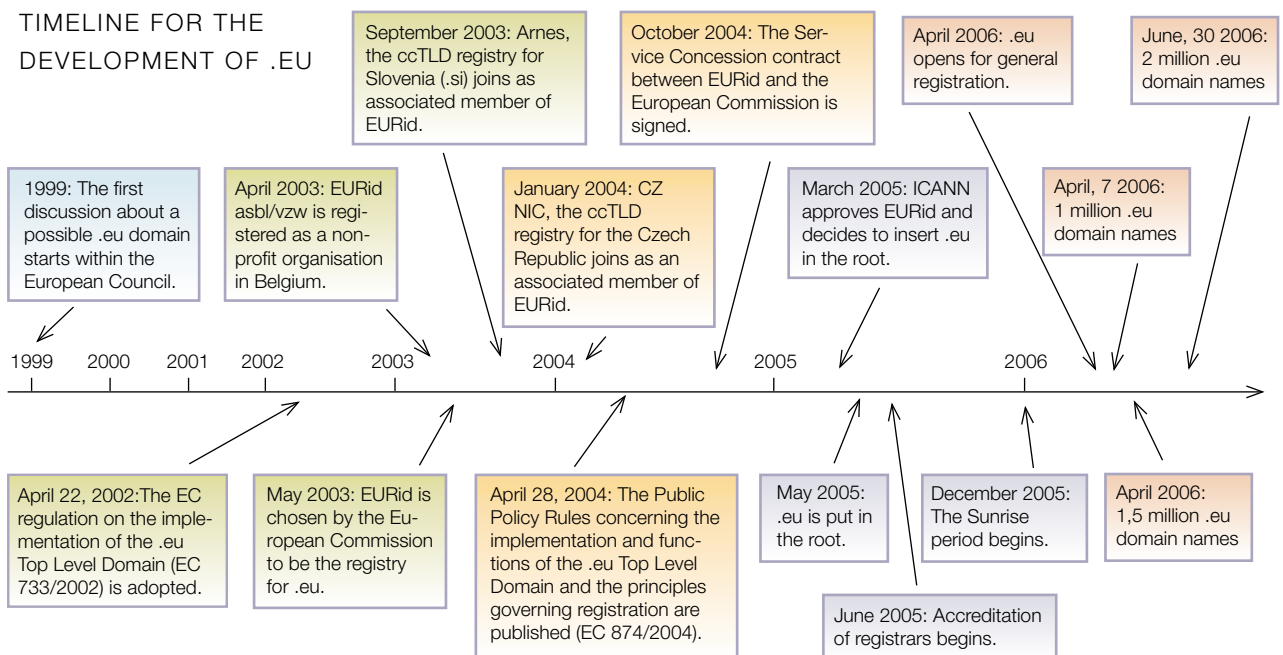 TIMELINE FOR THE
DEVELOPMENT OF .EU
September 2003: Arnes,
the ccTLD registry for
Slovenia (.si) joins as
associated member of
EURid.
October 2004: The Ser-
vice Concession contract
between EURid and the
European Commission is
signed.
April 2006: .eu
opens for general
registration.
June, 30 2006:
2 million .eu
domain names
1999: The first
discussion about a
possible .eu domain
starts within the
European Council.
April 2003: EURid
asbl/vzw is regi-
stered as a non-
profit organisation
in Belgium.
January 2004: CZ
NIC, the ccTLD
registry for the Czech
Republic joins as an
associated member of
EURid.
March 2005: ICANN
approves EURid and
decides to insert .eu
in the root.
April, 7 2006:
1 million .eu
domain names
1999 2000 2001 2002 2003 2004 2005 2006
April 22, 2002:The EC
regulation on the imple-
mentation of the .eu
Top Level Domain (EC
733/2002) is adopted.
May 2003: EURid is
chosen by the Eu-
ropean Commission
to be the registry
for .eu.
April 28, 2004: The Public
Policy Rules concerning the
implementation and func-
tions of the .eu Top Level
Domain and the principles
governing registration are
published (EC 874/2004).
May 2005:
.eu is put in
the root.
December 2005:
The Sunrise
period begins.
April 2006:
1,5 million .eu
domain names
June 2005: Accreditation
of registrars begins.